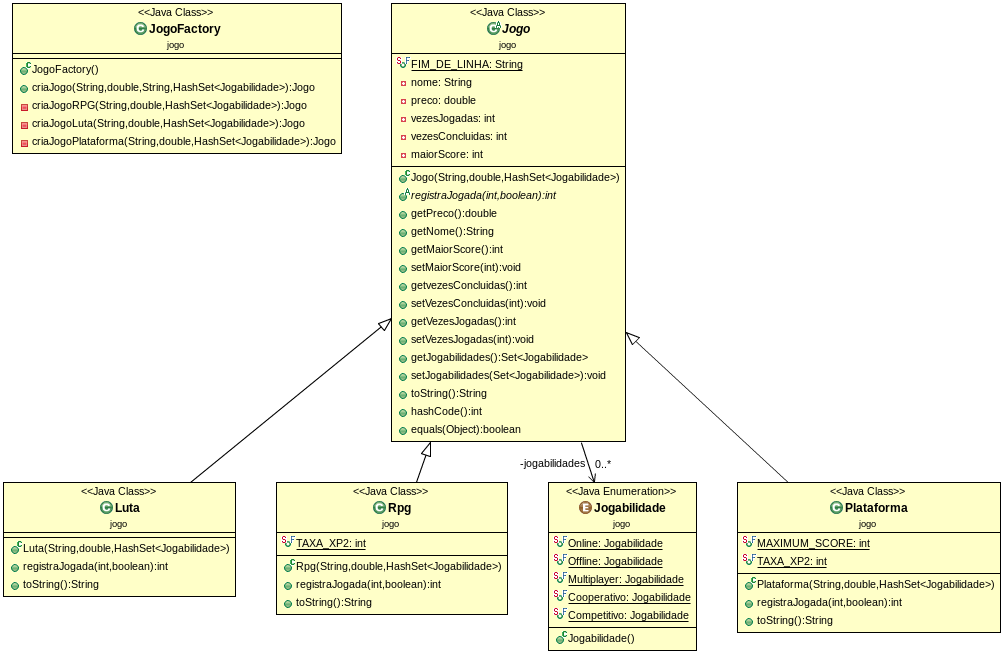 <<Java Class>>
JogoFactory
jogo
JogoFactory()
criaJogo(String,double,String,HashSet<Jogabilidade>):Jogo
criaJogoRPG(String,double,HashSet<Jogabilidade>):Jogo
criaJogoLuta(String,double,HashSet<Jogabilidade>):Jogo
criaJogoPlataforma(String,double,HashSet<Jogabilidade>):Jogo
<<Java Class>>
Jogo
jogo
FIM_DE_LINHA: String
nome: String
preco: double
vezesJogadas: int
vezesConcluidas: int
maiorScore: int
Jogo(String,double,HashSet<Jogabilidade>)
registraJogada(int,boolean):int
getPreco():double
getNome():String
getMaiorScore():int
setMaiorScore(int):void
getvezesConcluidas():int
setVezesConcluidas(int):void
getVezesJogadas():int
setVezesJogadas(int):void
getJogabilidades():Set<Jogabilidade>
setJogabilidades(Set<Jogabilidade>):void
toString():String
hashCode():int
equals(Object):boolean
-jogabilidades 0..*
<<Java Class>>
Luta
jogo
Luta(String,double,HashSet<Jogabilidade>)
registraJogada(int,boolean):int
toString():String
<<Java Class>>
Rpg
jogo
TAXA_XP2: int
Rpg(String,double,HashSet<Jogabilidade>)
registraJogada(int,boolean):int
toString():String
<<Java Enumeration>>
Jogabilidade
jogo
Online: Jogabilidade
Offline: Jogabilidade
Multiplayer: Jogabilidade
Cooperativo: Jogabilidade
Competitivo: Jogabilidade
Jogabilidade()
<<Java Class>>
Plataforma
jogo
MAXIMUM_SCORE: int
TAXA_XP2: int
Plataforma(String,double,HashSet<Jogabilidade>)
registraJogada(int,boolean):int
toString():String